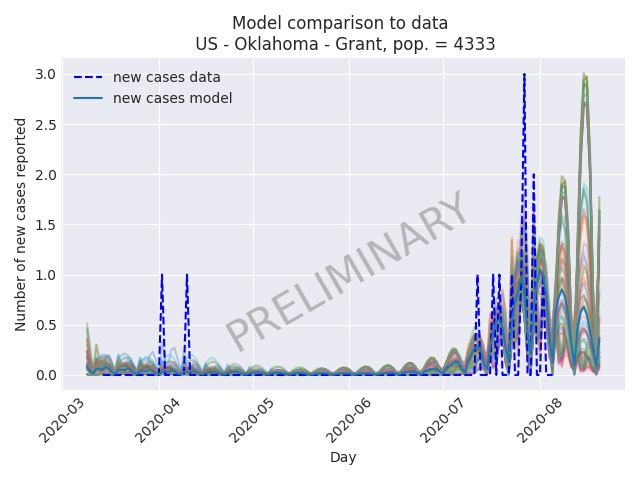 Model comparison to data
US - Oklahoma - Grant, pop. = 4333
new cases data
new cases model
Number of new cases reported
3.0
2.5
2.0
1.5
1.0
0.5
0.0
PRELIMINARY
2020-03
2020-04
2020-05
2020-06
2020-07
2020-08
Day